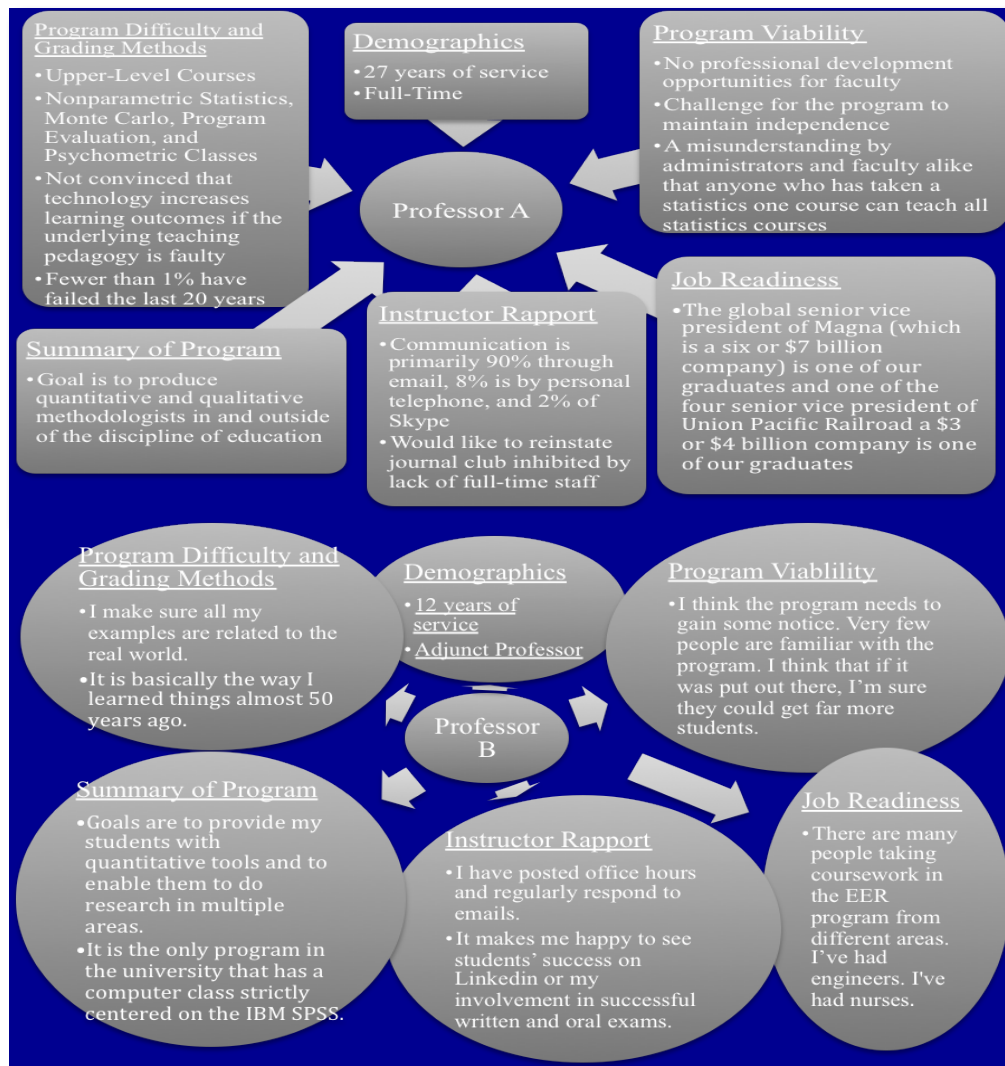 Program Difficulty and
Grading Methods
•Upper-Level Courses
•Nonparametric Statistics,
Monte Carlo, Program
Evaluation, and
Psychometric Classes
•Not convinced that
technology increases
learning outcomes if the
underlying teaching
pedagogy is faulty
•Fewer than 1% have
failed the last 20 years
Demographics
•27 years of service
•Full-Time
Program Viability
•No professional development
opportunities for faculty
•Challenge for the program to
maintain independence
•A misunderstanding by
administrators and faculty alike
that anyone who has taken a
statistics one course can teach all
statistics courses
Professor A
Summary of Program
•Goal is to produce
quantitative and qualitative
methodologists in and outside
of the discipline of education
Instructor Rapport
•Communication is
primarily 90% through
email, 8% is by personal
telephone, and 2% of
Skype
•Would like to reinstate
journal club inhibited by
lack of full-time staff
Job Readiness
•The global senior vice
president of Magna (which
is a six or $7 billion
company) is one of our
graduates and one of the
four senior vice president of
Union Pacific Railroad a $3
or $4 billion company is one
of our graduates
Program Difficulty and
Grading Methods
•I make sure all my
examples are related to the
real world.
•It is basically the way I
learned things almost 50
years ago.
Demographics
•12 years of
service
•Adjunct Professor
Program Viablility
•I think the program needs to
gain some notice. Very few
people are familiar with the
program. I think that if it
was put out there, I'm sure
they could get far more
students.
Professor
B
Summary of Program
•Goals are to provide my
students with
quantitative tools and to
enable them to do
research in multiple
areas.
•It is the only program in
the university that has a
computer class strictly
centered on the IBM SPSS.
Instructor Rapport
•I have posted office hours
and regularly respond to
emails.
•It makes me happy to see
students' success on
Linkedin or my
involvement in successful
written and oral exams.
Job Readiness
•There are many
people taking
coursework in
the EER
program from
different areas.
I've had
engineers. I've
had nurses.